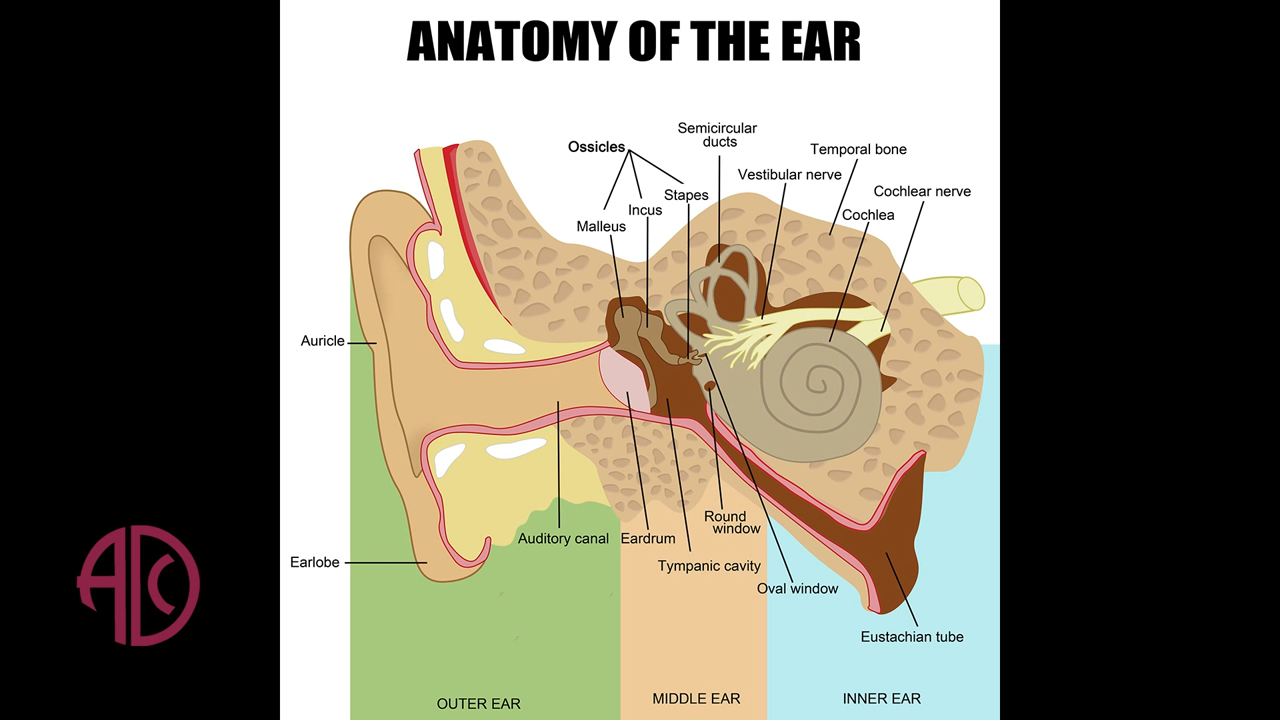 ANATOMY OF THE EAR
Semicircular
ducts
Ossicles
Temporal bone
Vestibular nerve
Cochlear nerve
Stapes
Incus
Cochlea
Malleus
Auricle
Round
window
Auditory canal
Eardrum
Earlobe
Tympanic cavity
Oval window
Eustachian tube
OUTER EAR
MIDDLE EAR
INNER EAR
ADC